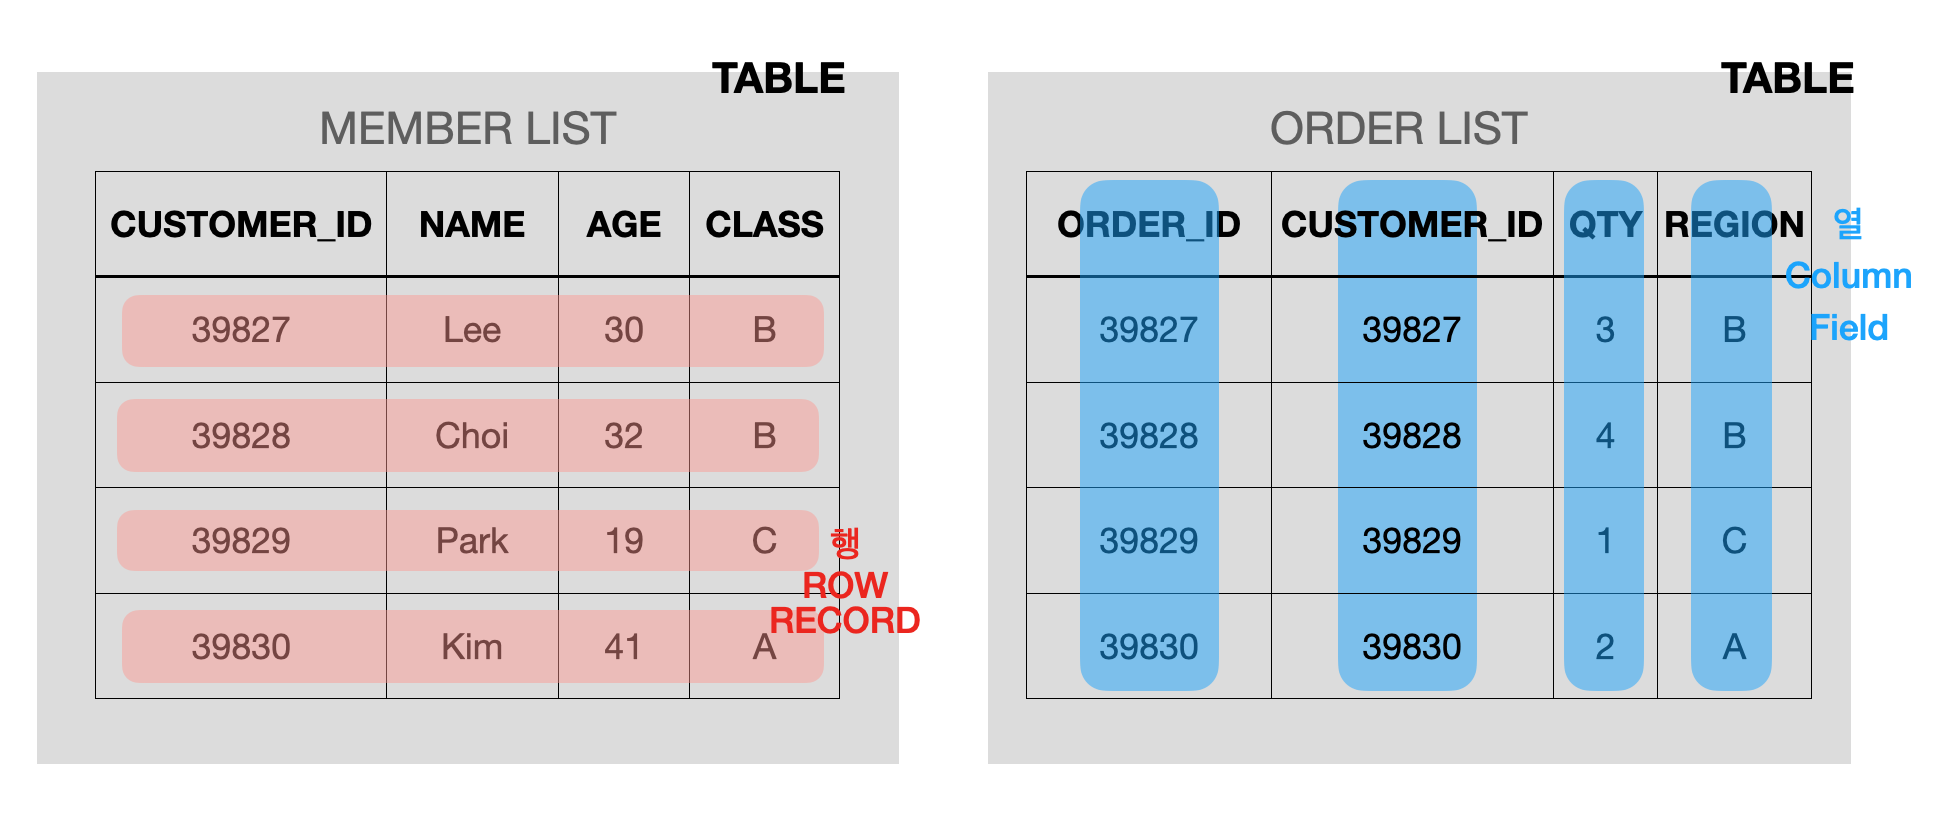 TABLE
MEMBER LIST
CUSTOMER_ID NAME AGE CLASS
39827 Lee 30 B
39828 Choi 32 B
39829 Park 19 C
39830 Kim 41 A
행
ROW
RECORD
TABLE
ORDER LIST
ORDER_ID CUSTOMER_ID QTY REGION
39827 39827 3 B
39828 39828 4 B
39829 39829 1 C
39830 39830 2 A
열
Column
Field